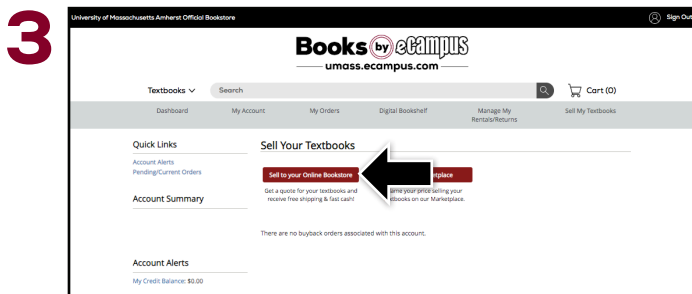 3
University of Massachusetts Amherst Official Bookstore
Sign Out
Books by eCampus
umass.ecampus.com
Textbooks
Search
Cart (0)
Dashboard
My Account
My Orders
Digital Bookshelf
Manage My
Rentals/Returns
Sell My Textbooks
Quick Links
Account Alerts
Pending/Current Orders
Account Summary
Account Alerts
My Credit Balance: $0.00
Sell Your Textbooks
Sell to your Online Bookstore
Get a quote for your textbooks and
receive free shipping & fast cash!
your price selling your
on our Marketplace.
There are no buyback orders associated with this account.